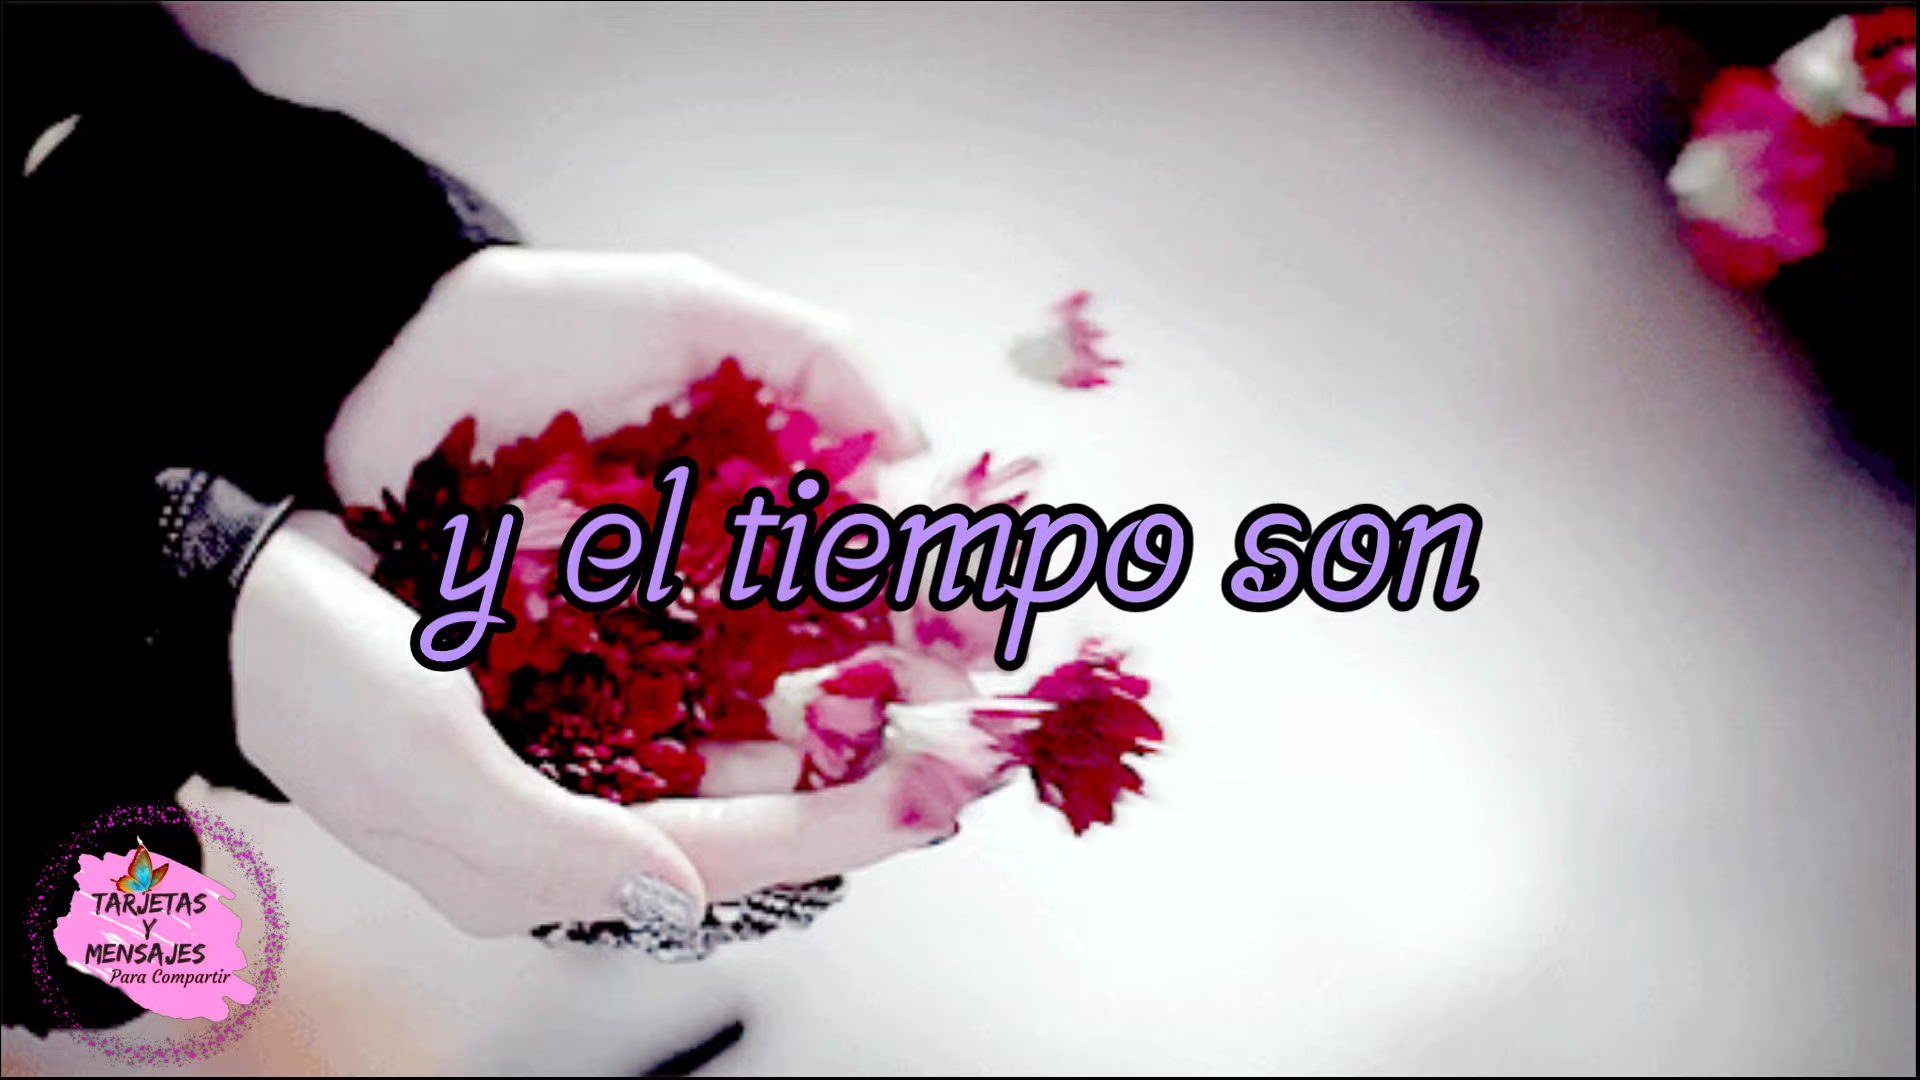 y el tiempo son
TARJETAS
Y
MENSAJES
Para Compartir